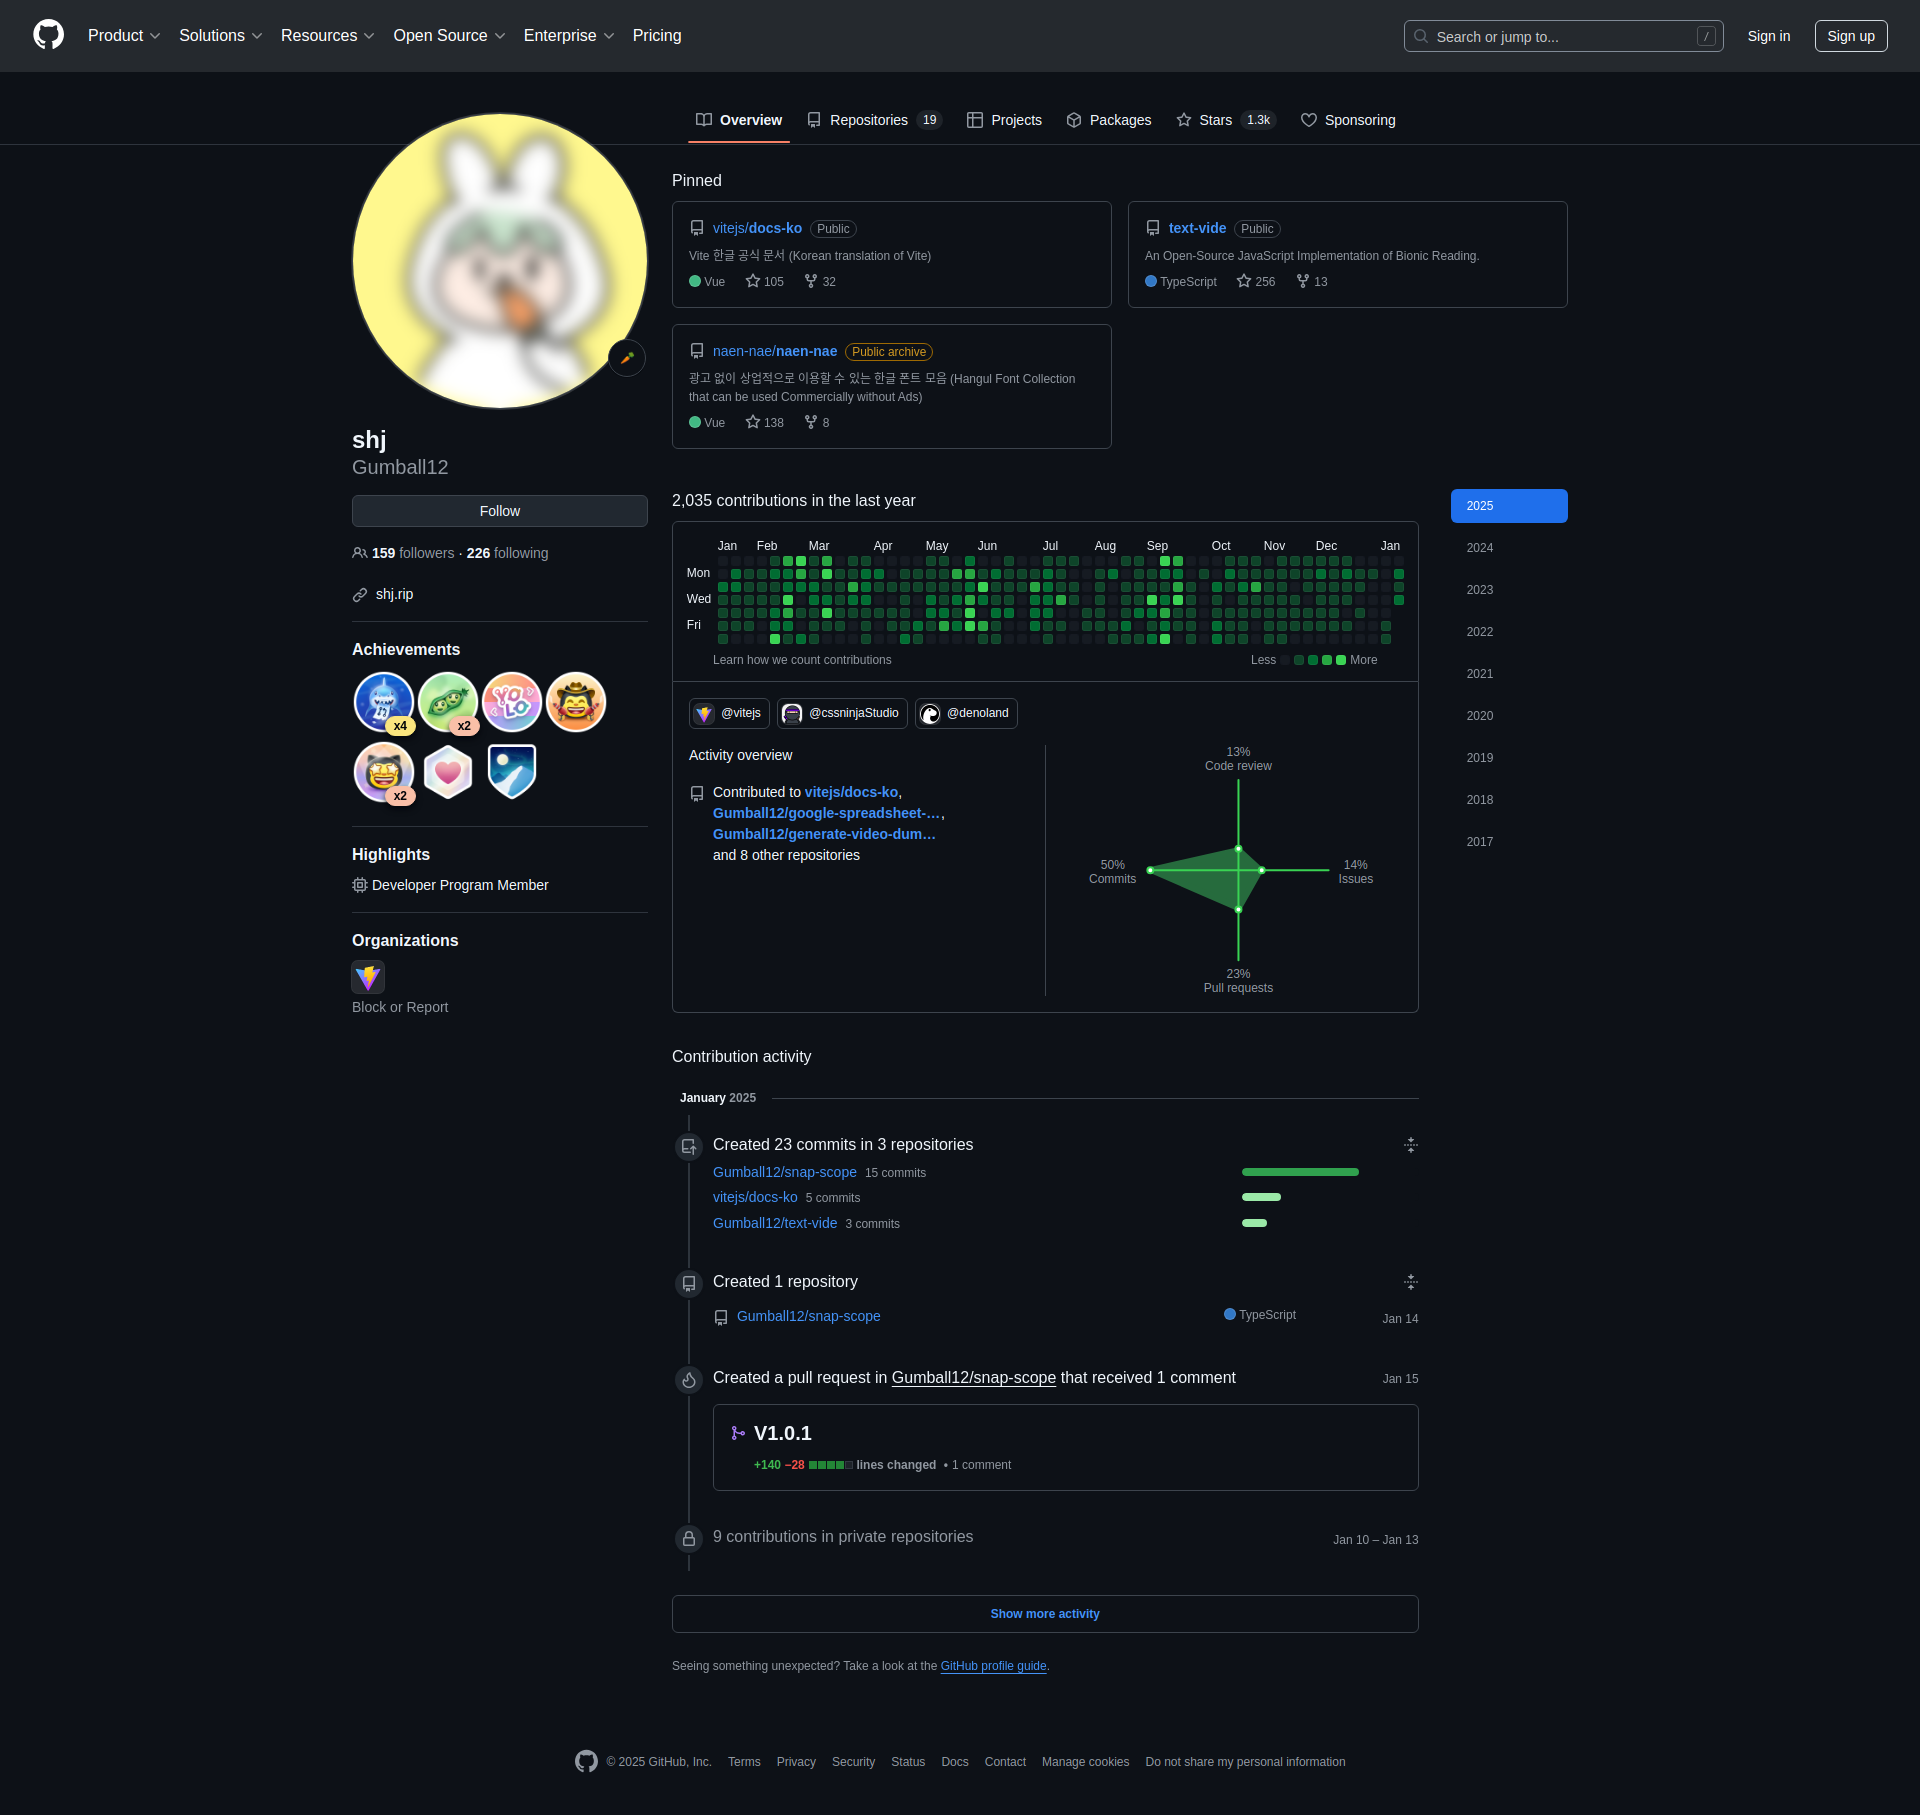 Product Solutions Resources Open Source Enterprise Pricing
Search or jump to... /
Sign in
Sign up
Overview
Repositories 19
Projects
Packages
Stars 1.3k
Sponsoring
shj
Gumball12
Follow
159 followers · 226 following
shj.rip
Achievements
x4
x2
YOLO
x2
Highlights
Developer Program Member
Organizations
Block or Report
Pinned
vitejs/docs-ko Public
Vite 한글 공식 문서 (Korean translation of Vite)
Vue 105 32
text-vide Public
An Open-Source JavaScript Implementation of Bionic Reading.
TypeScript 256 13
naen-nae/naen-nae Public archive
광고 없이 상업적으로 이용할 수 있는 한글 폰트 모음 (Hangul Font Collection
that can be used Commercially without Ads)
Vue 138 8
2,035 contributions in the last year
Jan Feb Mar Apr May Jun Jul Aug Sep Oct Nov Dec Jan
Mon
Wed
Fri
Learn how we count contributions
Less More
@vitejs @cssninjaStudio @denoland
Activity overview
Contributed to vitejs/docs-ko,
Gumball12/google-spreadsheet-…,
Gumball12/generate-video-dum…
and 8 other repositories
13%
Code review
50%
Commits
14%
Issues
23%
Pull requests
2025
2024
2023
2022
2021
2020
2019
2018
2017
Contribution activity
January 2025
Created 23 commits in 3 repositories
Gumball12/snap-scope 15 commits
vitejs/docs-ko 5 commits
Gumball12/text-vide 3 commits
Created 1 repository
Gumball12/snap-scope TypeScript Jan 14
Created a pull request in Gumball12/snap-scope that received 1 comment Jan 15
V1.0.1
+140 −28 lines changed • 1 comment
9 contributions in private repositories Jan 10 – Jan 13
Show more activity
Seeing something unexpected? Take a look at the GitHub profile guide.
© 2025 GitHub, Inc. Terms Privacy Security Status Docs Contact Manage cookies Do not share my personal information